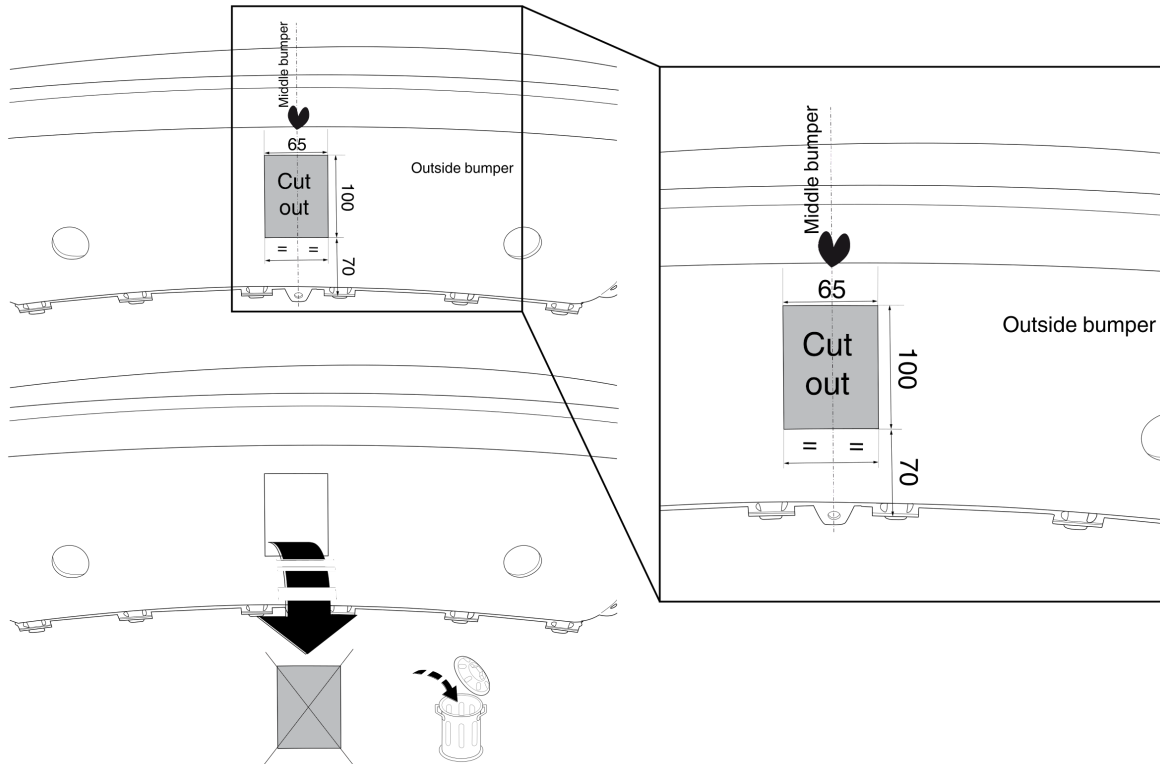 Middle bumper
65
Cut
out
100
Outside bumper
= =
70
Middle bumper
65
Cut
out
100
Outside bumper
= =
70